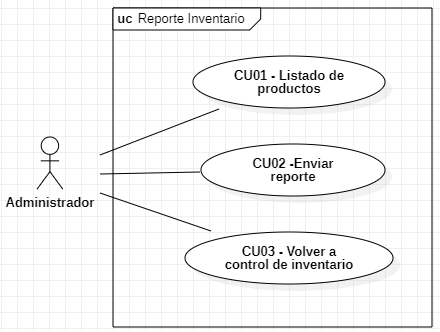 uc Reporte Inventario
CU01 - Listado de
productos
CU02 -Enviar
reporte
Administrador
CU03 - Volver a
control de inventario